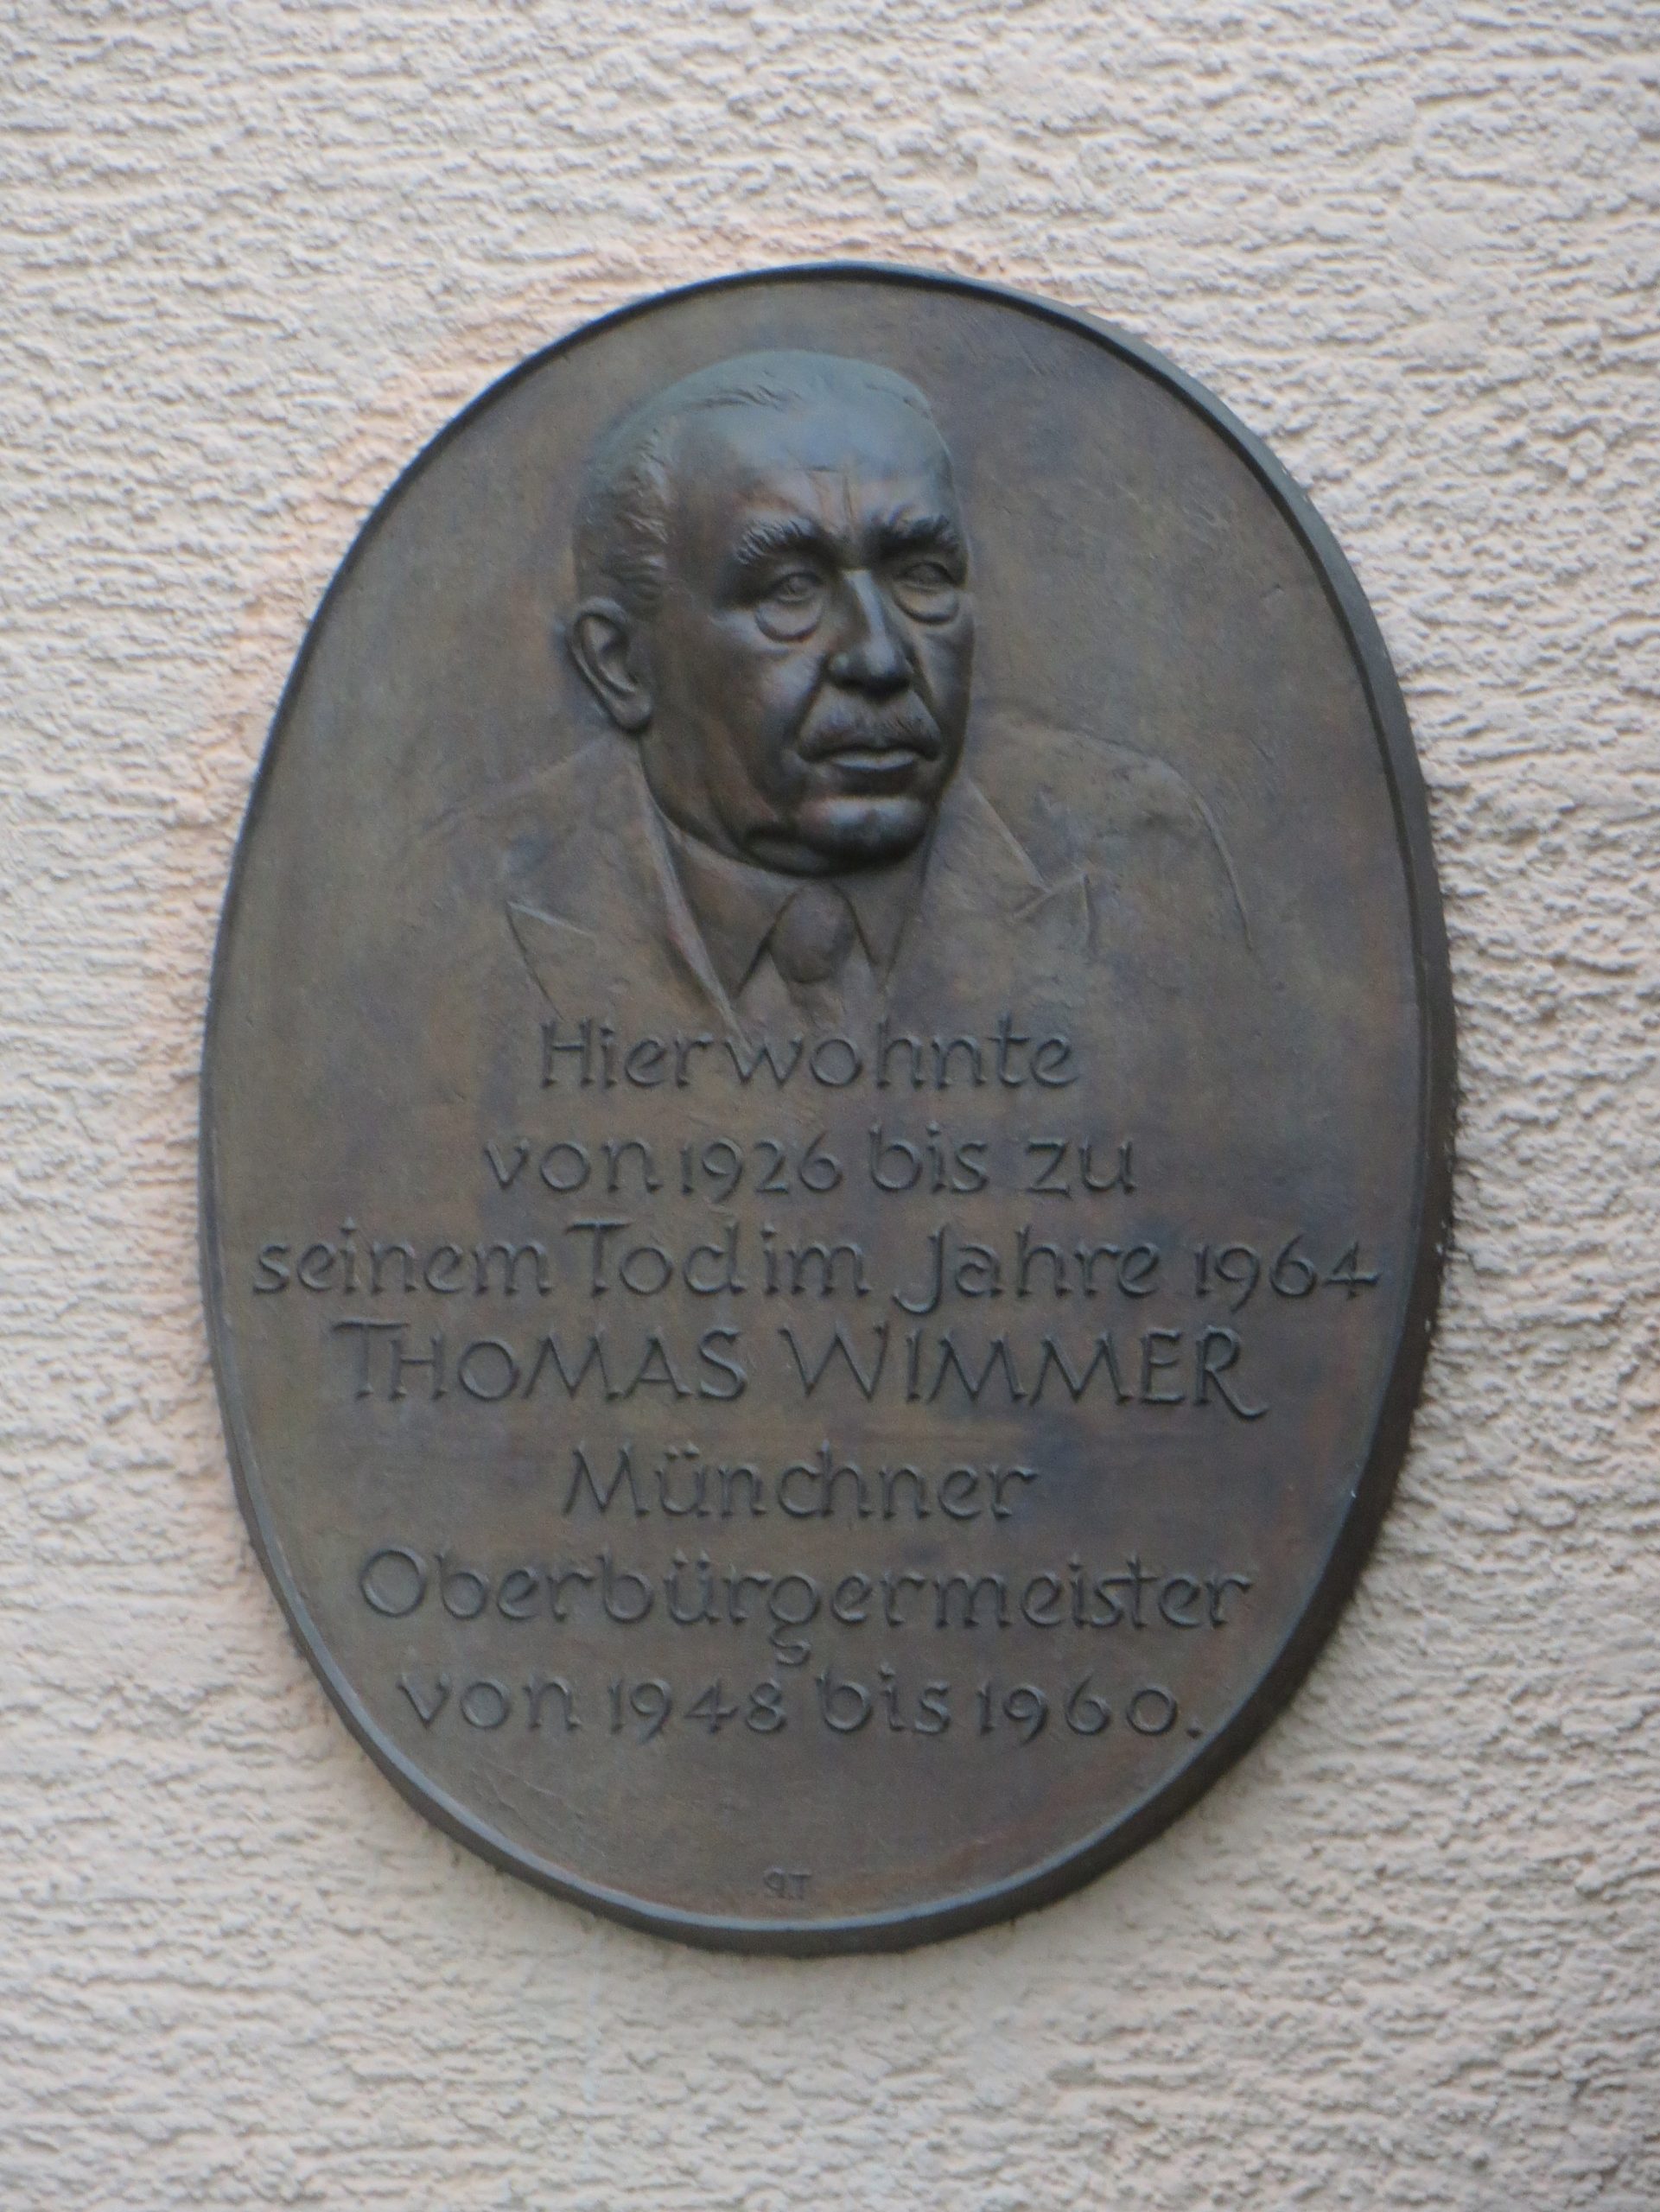 Hier wohnte
von 1926 bis zu
seinem Tod im Jahre 1964
THOMAS WIMMER
Münchner
Oberbürgermeister
von 1948 bis 1960.